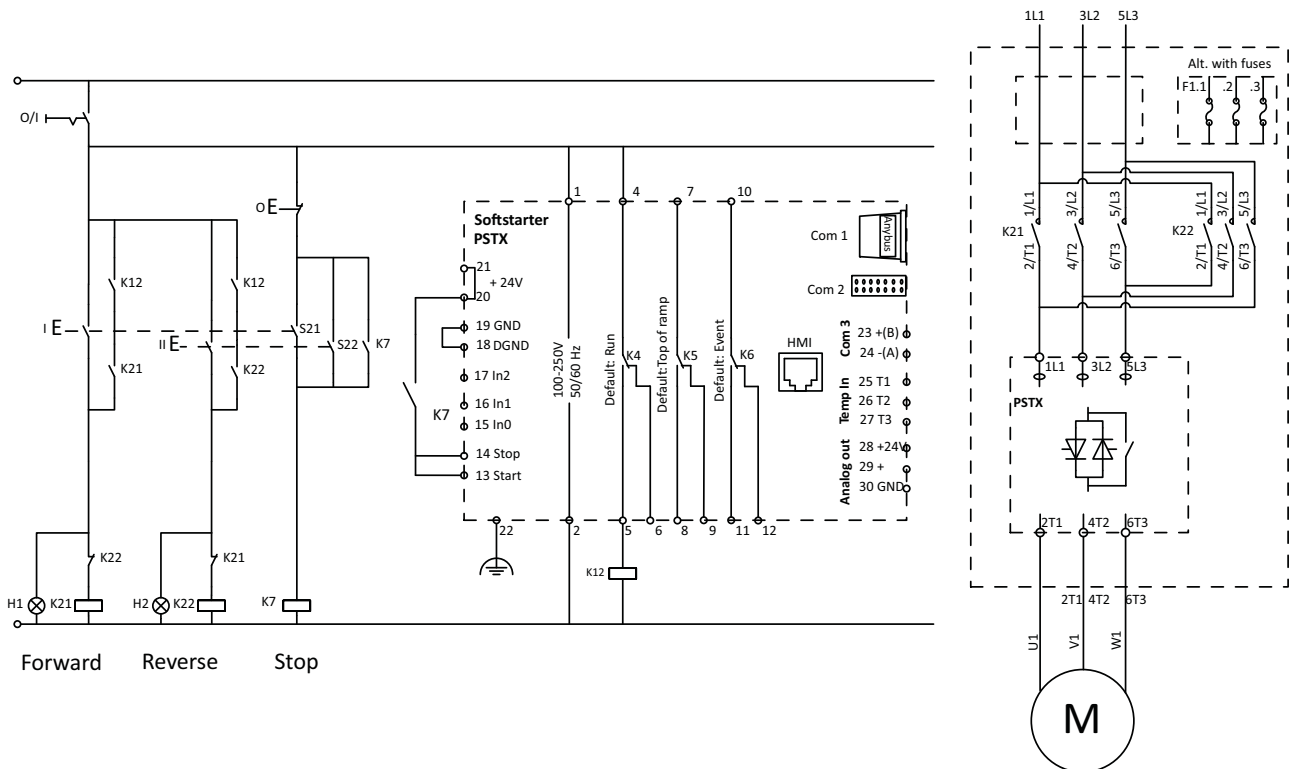 1L1 3L2 5L3
Alt. with fuses
F1.1 .2 .3
O/I
O E
1 4 7 10
Softstarter
PSTX
Com 1
Anybus
Com 2
21
+ 24V
20
19 GND
18 DGND
17 In2
16 In1
15 In0
14 Stop
13 Start
K7
100-250V
50/60 Hz
Default: Run
K4
Default:Top of ramp
K5
Default: Event
K6
HMI
Com 3
23 +(B)
24 -(A)
Temp In
25 T1
26 T2
27 T3
Analog out
28 +24V
29 +
30 GND
22 2 5 6 8 9 11 12
K12
K12 K12
I E S21
II E S22 K7
K21 K22
K22 K21
H1 K21 H2 K22 K7
Forward Reverse Stop
1/L1 3/L2 5/L3 1/L1 3/L2 5/L3
K21 K22
2/T1 4/T2 6/T3 2/T1 4/T2 6/T3
1L1 3L2 5L3
PSTX
2T1 4T2 6T3
2T1 4T2 6T3
U1 V1 W1
M